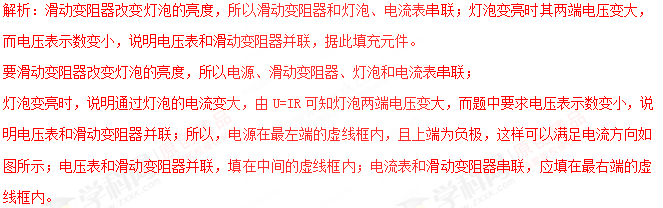 解析：滑动变阻器改变灯泡的亮度，所以滑动变阻器和灯泡、电流表串联；灯泡变亮时其两端电压变大，
而电压表示数变小，说明电压表和滑动变阻器并联，据此填充元件。
要滑动变阻器改变灯泡的亮度，所以电源、滑动变阻器、灯泡和电流表串联；
灯泡变亮时，说明通过灯泡的电流变大，由 U=IR 可知灯泡两端电压变大，而题中要求电压表示数变小，说
明电压表和滑动变阻器并联；所以，电源在最左端的虚线框内，且上端为负极，这样可以满足电流方向如
图所示；电压表和滑动变阻器并联，填在中间的虚线框内；电流表和滑动变阻器串联，应填在最右端的虚
线框内。